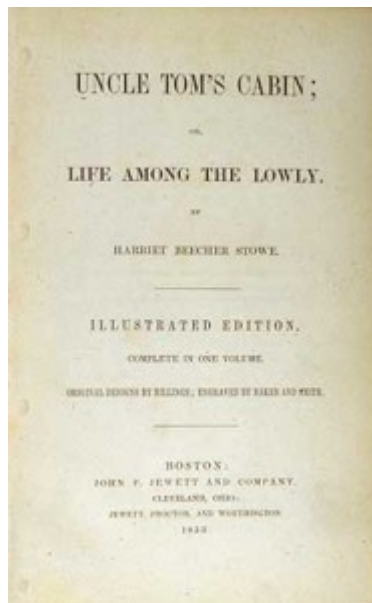 UNCLE TOM'S CABIN;
OR,
LIFE AMONG THE LOWLY.
BY
HARRIET BEECHER STOWE.
ILLUSTRATED EDITION,
COMPLETE IN ONE VOLUME.
ORIGINAL DESIGNS BY BILLINGS; ENGRAVED BY BAKER AND SMITH.
BOSTON:
JOHN P. JEWETT AND COMPANY.
CLEVELAND, OHIO:
JEWETT, PROCTOR, AND WORTHINGTON.
1853.